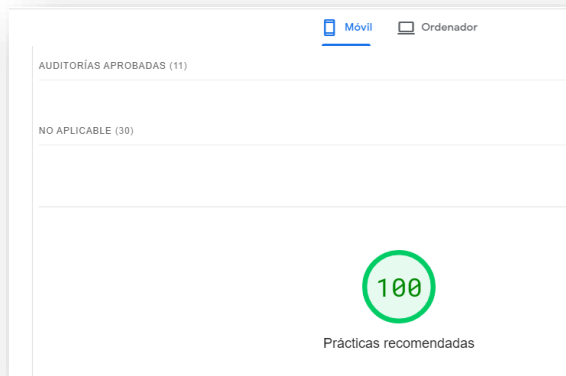 Móvil
Ordenador
AUDITORÍAS APROBADAS (11)
NO APLICABLE (30)
100
Prácticas recomendadas